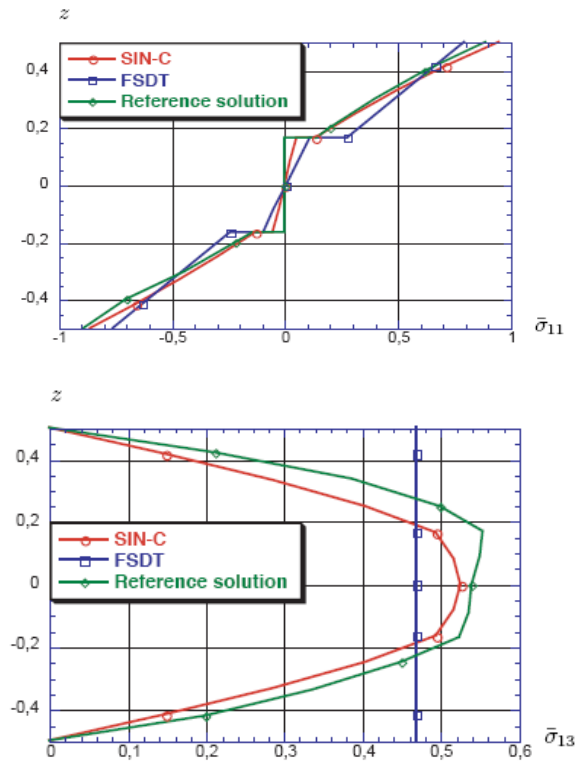 z
SIN-C
FSDT
Reference solution
0,4
0,2
0
-0,2
-0,4
-1 -0,5 0 0,5 1
σ̄11
z
0,4
0,2
SIN-C
FSDT
Reference solution
0
-0,2
-0,4
0 0,1 0,2 0,3 0,4 0,5 0,6
σ̄13